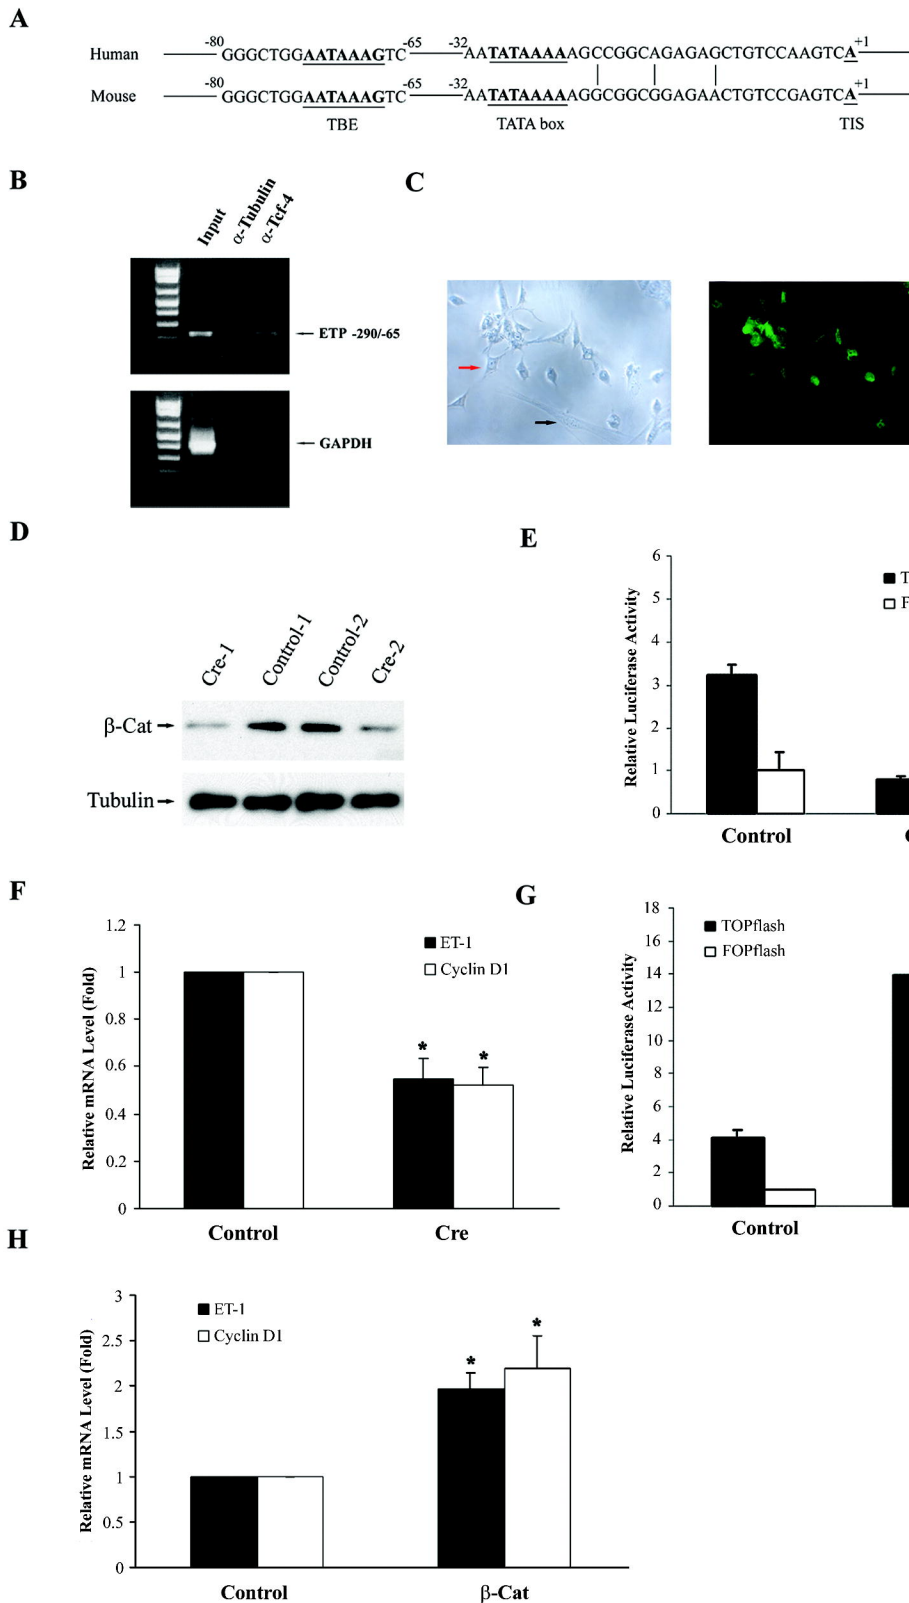 A
-80 -65 -32 +1
Human GGGCTGGAATAAAGTC AATATAAAAAGCCGGCAGAGAGCTGTCCAAGTCA
-80 -65 -32 +1
Mouse GGGCTGGAATAAAGTC AATATAAAAAGGCGGCGGAGAACTGTCCGAGTCA
TBE TATA box TIS
B
C
Input
α-Tubulin
α-Tcf-4
ETP -290/-65
GAPDH
D
Cre-1
Control-1
Control-2
Cre-2
β-Cat
Tubulin
E
Relative Luciferase Activity
6
5
4
3
2
1
0
T
F
Control
F
Relative mRNA Level (Fold)
1.2
1
0.8
0.6
0.4
0.2
0
ET-1
Cyclin D1
*
*
Control Cre
G
Relative Luciferase Activity
18
16
14
12
10
8
6
4
2
0
TOPflash
FOPflash
Control
H
Relative mRNA Level (Fold)
3
2.5
2
1.5
1
0.5
0
ET-1
Cyclin D1
*
*
Control β-Cat